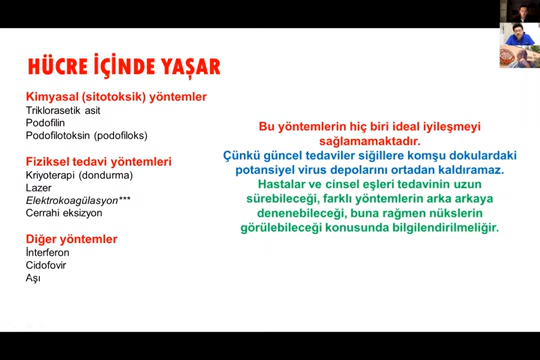 HÜCRE İÇİNDE YAŞAR
Kimyasal (sitotoksik) yöntemler
Triklorasetik asit
Podofilin
Podofilotoksin (podofiloks)
Fiziksel tedavi yöntemleri
Kriyoterapi (dondurma)
Lazer
Elektrokoagülasyon***
Cerrahi eksizyon
Diğer yöntemler
İnterferon
Cidofovir
Aşı
Bu yöntemlerin hiç biri ideal iyileşmeyi
sağlamamaktadır.
Çünkü güncel tedaviler siğillere komşu dokulardaki
potansiyel virus depolarını ortadan kaldıramaz.
Hastalar ve cinsel eşleri tedavinin uzun
sürebileceği, farklı yöntemlerin arka arkaya
denenebileceği, buna rağmen nükslerin
görülebileceği konusunda bilgilendirilmeliğir.